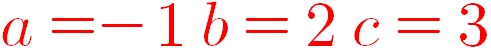 a = − 1 b = 2 c = 3